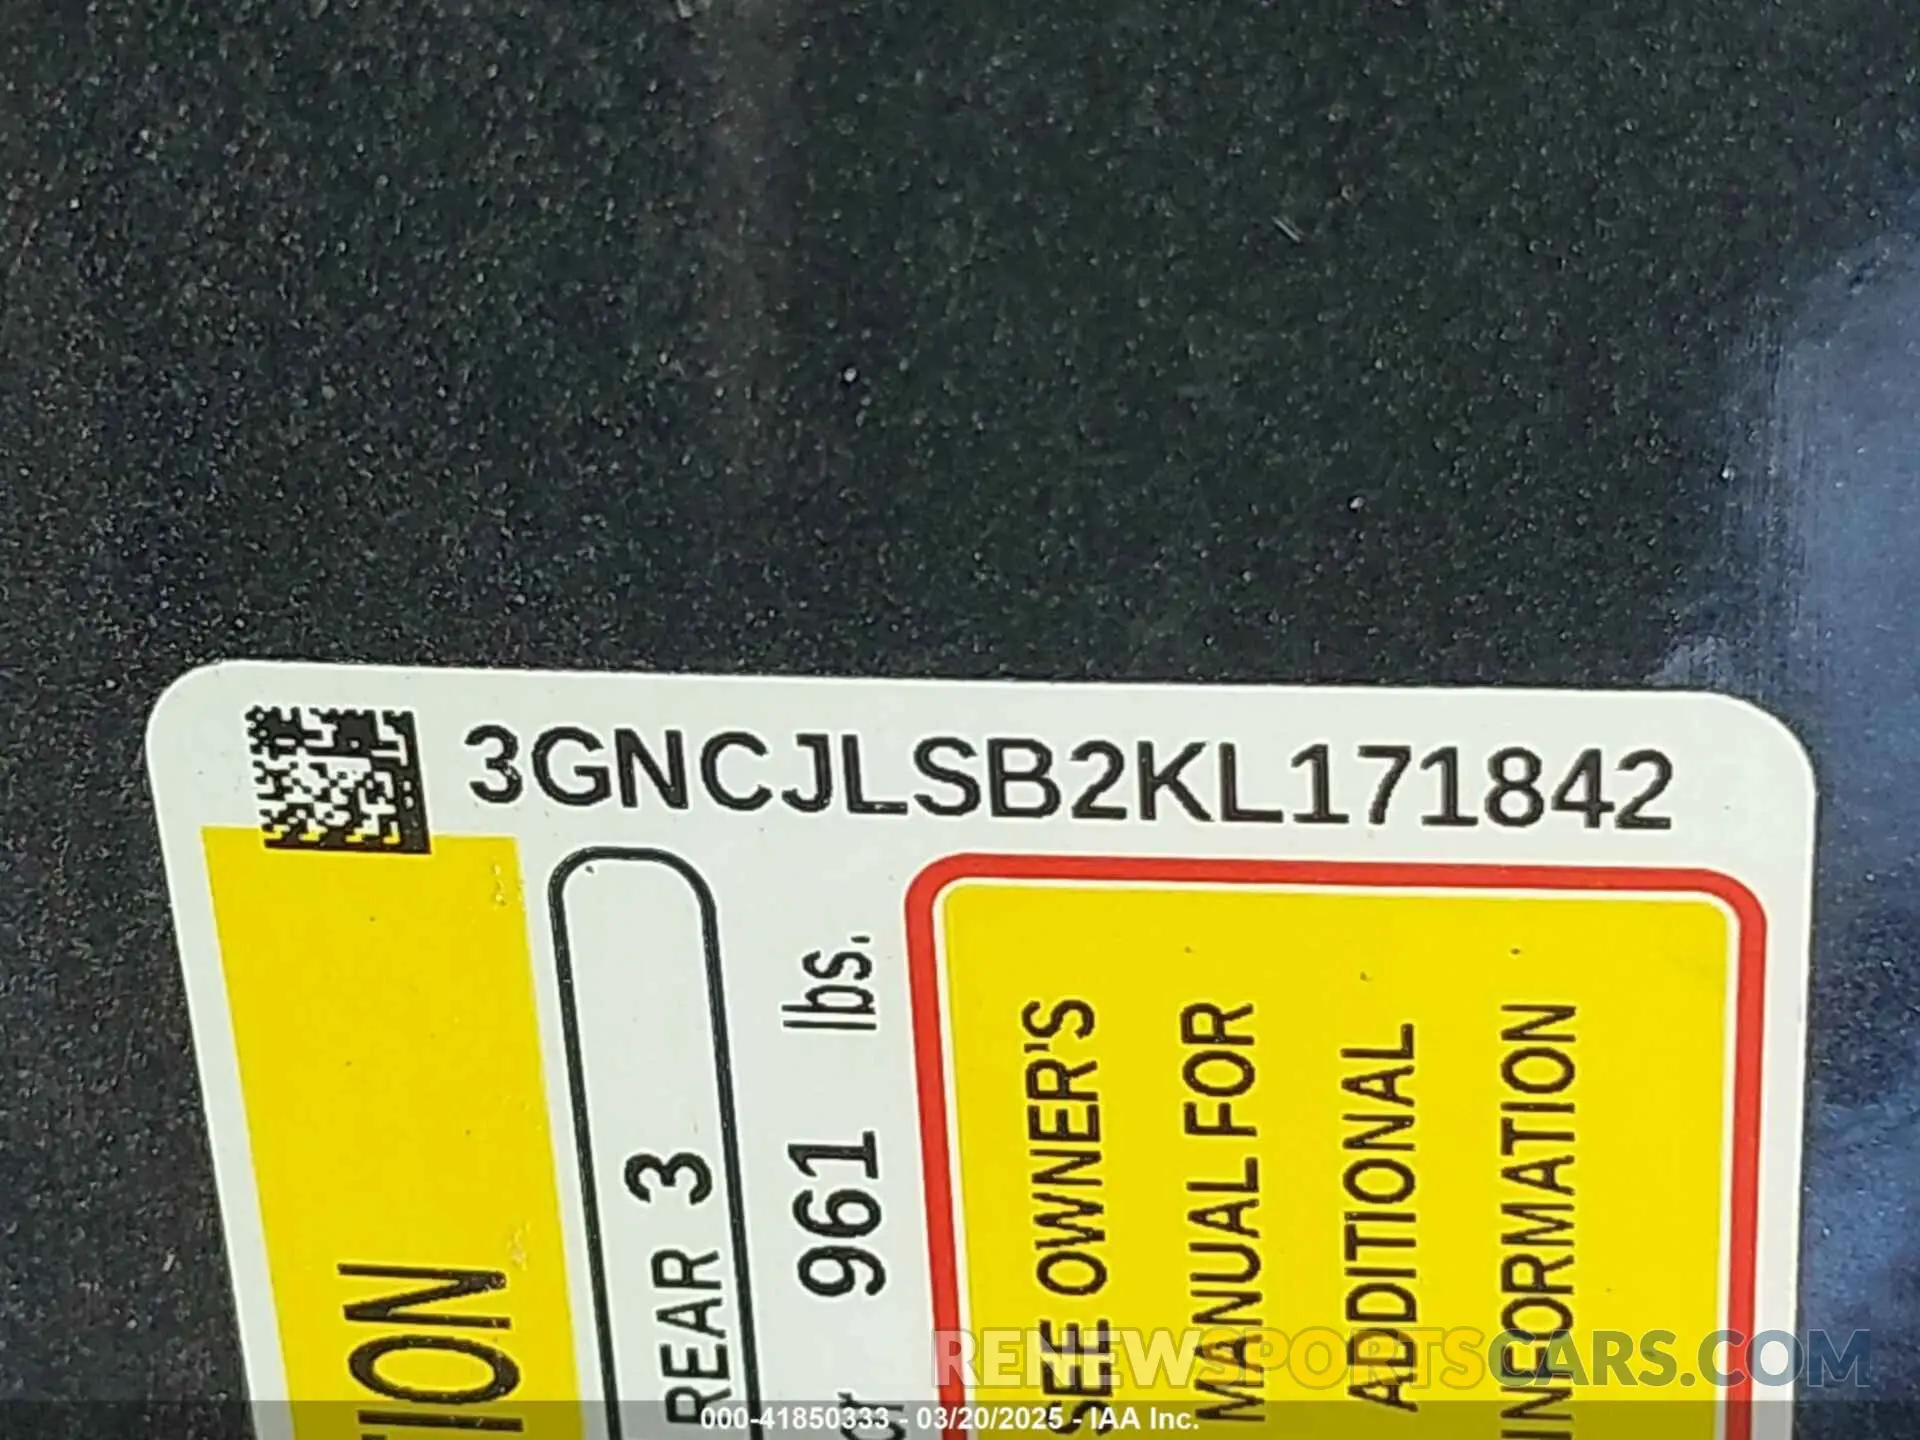 3GNCJLSB2KL171842
REAR 3
961 lbs.
SEE OWNER'S
MANUAL FOR
ADDITIONAL
INFORMATION
RENEWSPORTSCARS.COM
000-41850333 - 03/20/2025 - IAA Inc.